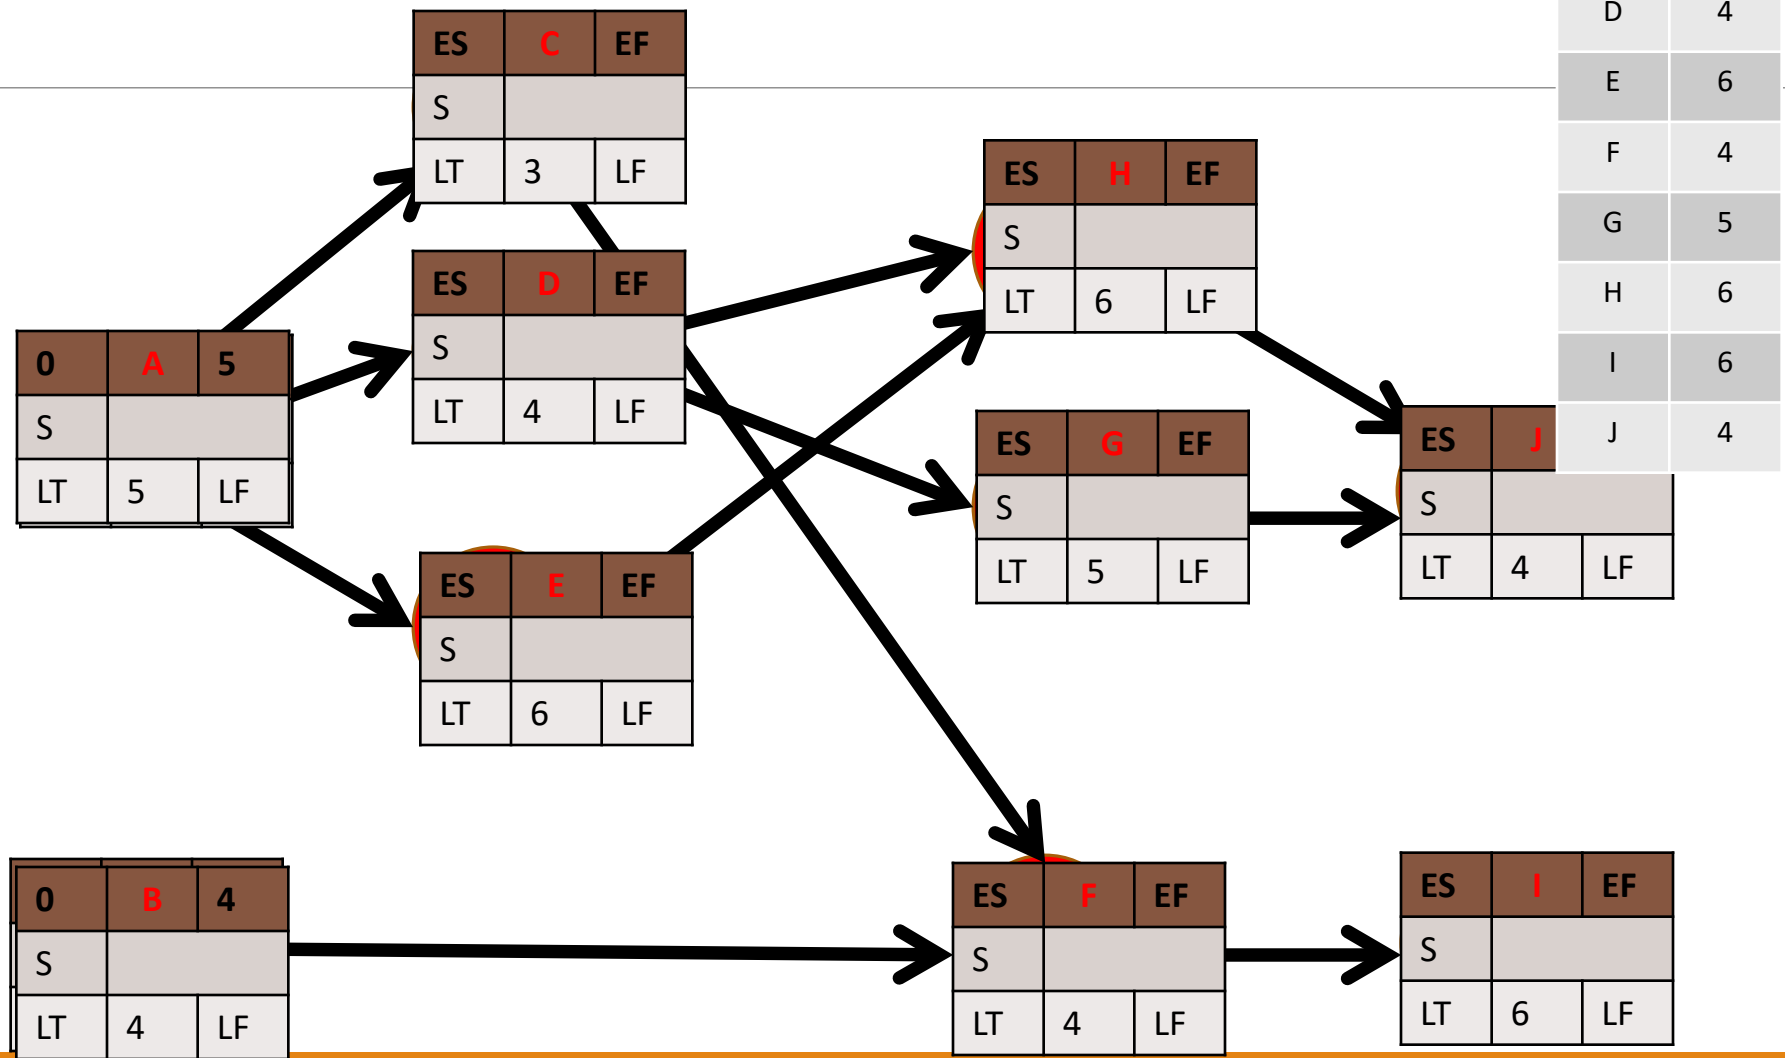 ES C EF
S
LT 3 LF
ES D EF
S
LT 4 LF
0 A 5
S
LT 5 LF
ES E EF
S
LT 6 LF
0 B 4
S
LT 4 LF
ES H EF
S
LT 6 LF
ES G EF
S
LT 5 LF
ES F EF
S
LT 4 LF
ES J
S
LT 4 LF
ES I EF
S
LT 6 LF
D 4
E 6
F 4
G 5
H 6
I 6
J 4